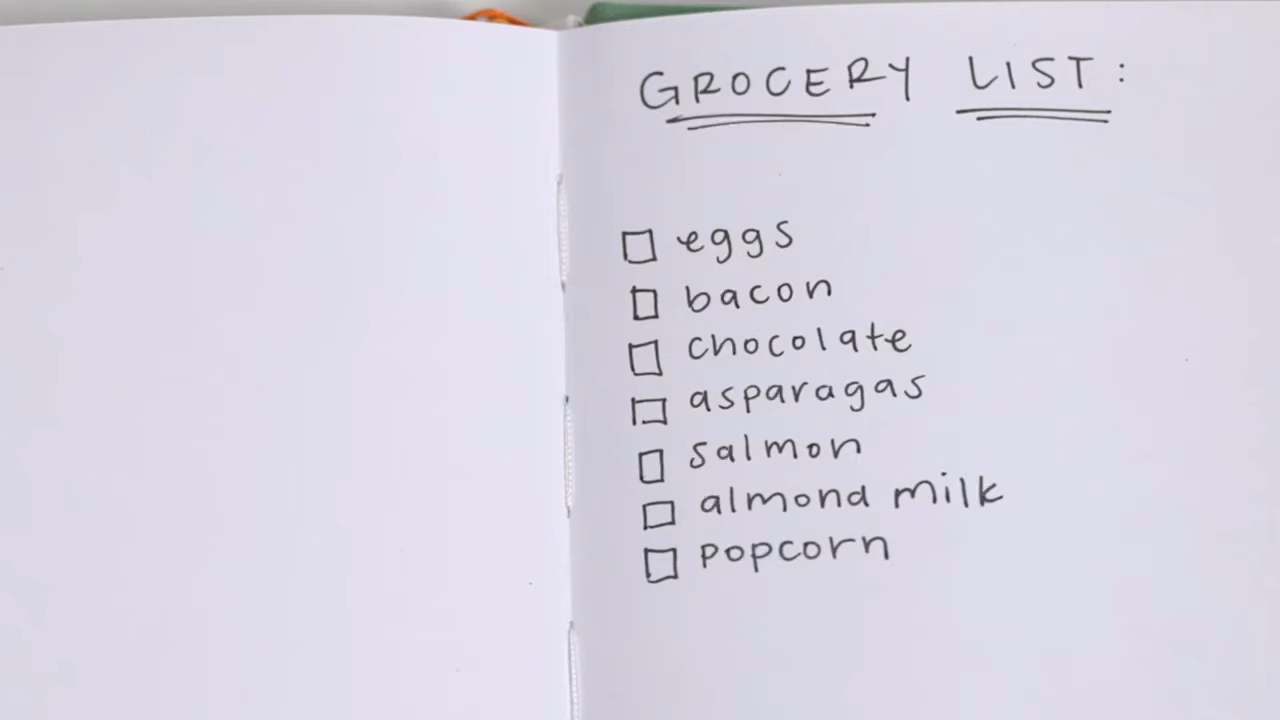 GROCERY LIST:
eggs
bacon
chocolate
asparagas
salmon
almond milk
popcorn